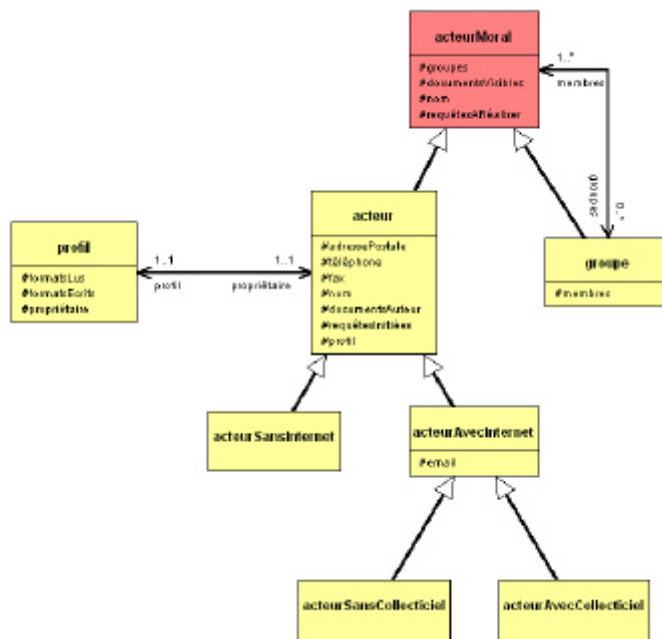 acteurMoral
#groupes
#documentsVisibles
#nom
#requêtesARéaliser
1..*
membres
groupes
0..*
acteur
#adressePostale
#téléphone
#fax
#nom
#documentsAuteur
#requêtesInitiées
#profil
profil
#formatsLus
#formatsEcrits
#propriétaire
1..1
1..1
profil
propriétaire
groupe
#membres
acteurSansInternet
acteurAvecInternet
#email
acteurSansCollecticiel
acteurAvecCollecticiel